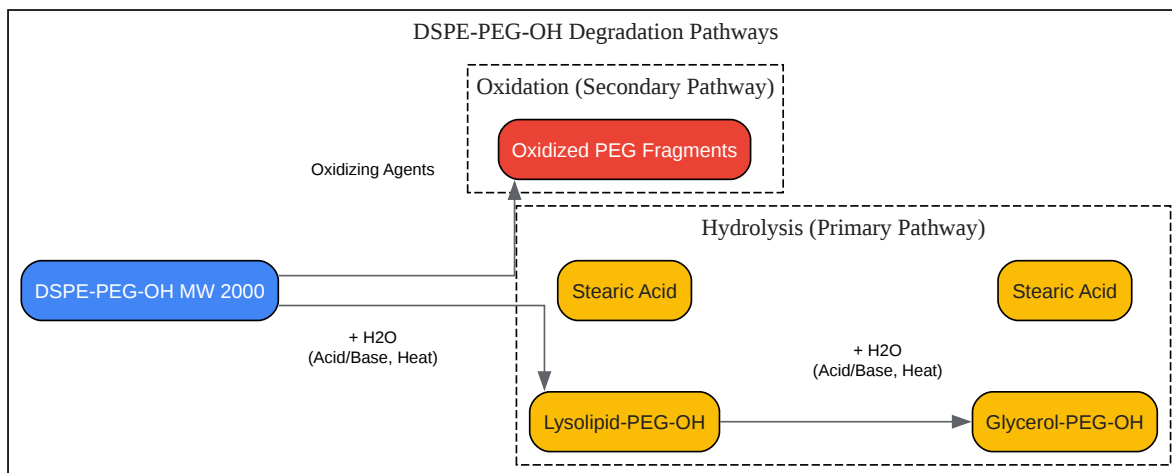 DSPE-PEG-OH Degradation Pathways
Oxidation (Secondary Pathway)
Oxidized PEG Fragments
Oxidizing Agents
Hydrolysis (Primary Pathway)
DSPE-PEG-OH MW 2000
Stearic Acid
Stearic Acid
+ H2O
(Acid/Base, Heat)
+ H2O
(Acid/Base, Heat)
Lysolipid-PEG-OH
Glycerol-PEG-OH